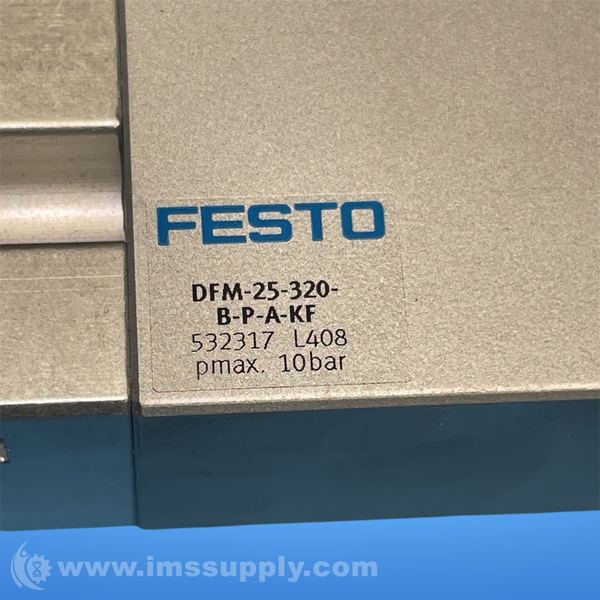 FESTO
DFM-25-320-
B-P-A-KF
532317 L408
pmax. 10bar
www.imssupply.com